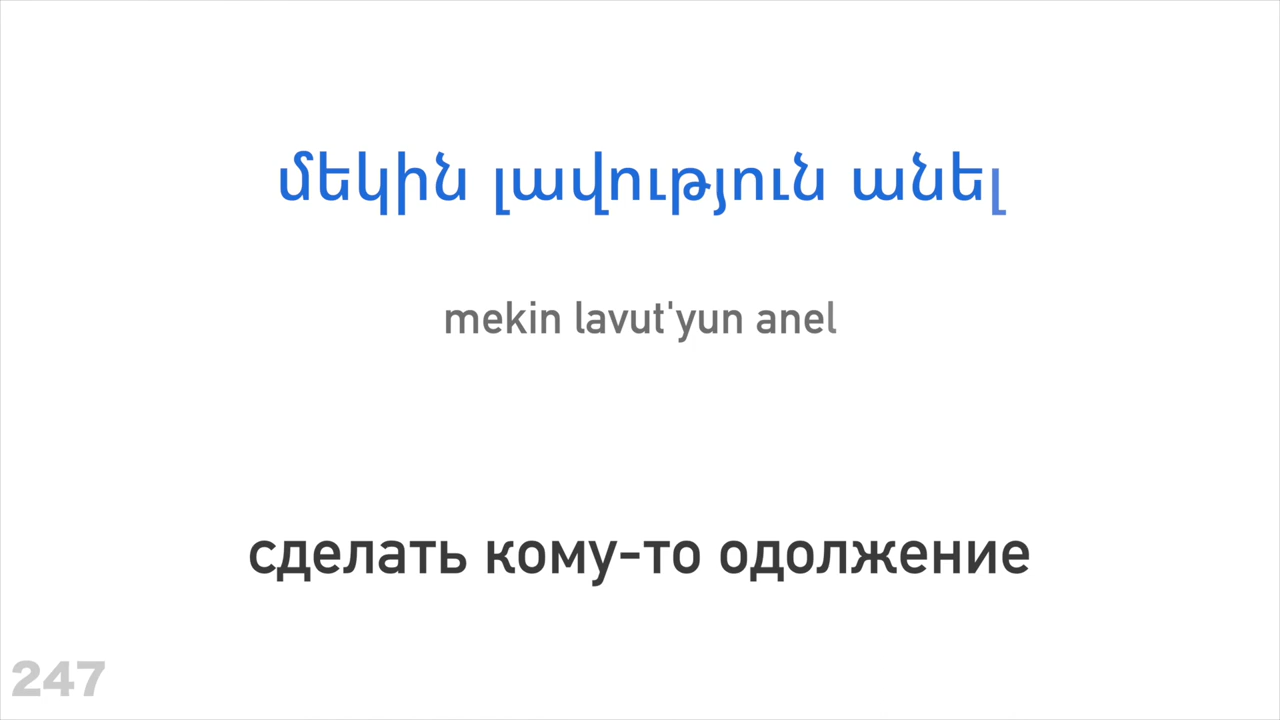 մեկին լավություն անել
mekin lavut'yun anel
сделать кому-то одолжение
247